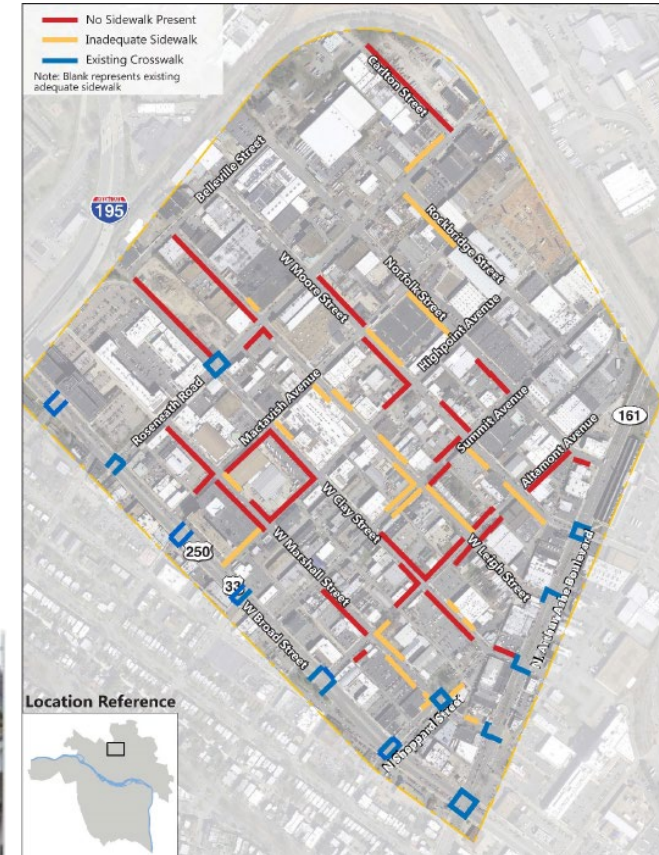 No Sidewalk Present
Inadequate Sidewalk
Existing Crosswalk
Note: Blank represents existing
adequate sidewalk
Carlton Street
Belleville Street
INTERSTATE
195
Rockbridge Street
W Moore Street
Norfolk Street
Highpoint Avenue
Roseneath Road
Mactavish Avenue
Summit Avenue
Altamont Avenue
161
W Clay Street
W Leigh Street
250
W Marshall Street
33
W Broad Street
N Arthur Ashe Boulevard
N Sheppard Street
Location Reference